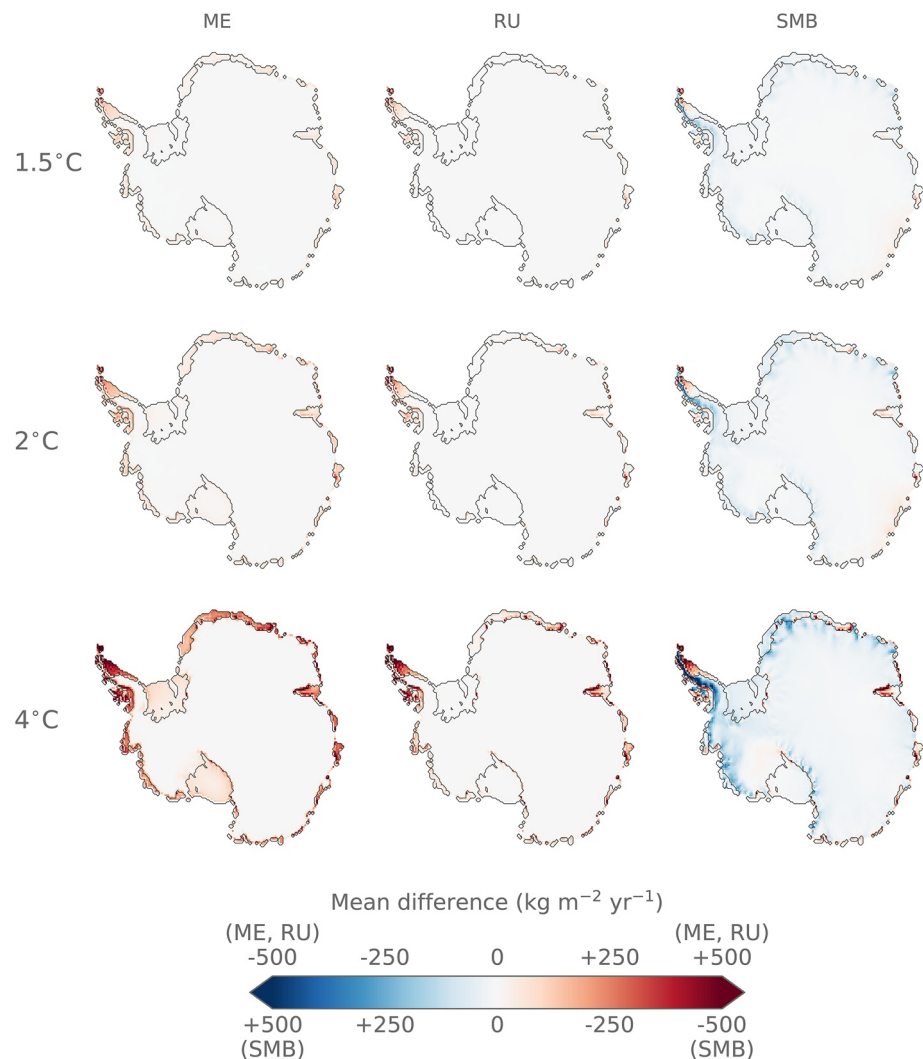 ME RU SMB
1.5°C
2°C
4°C
Mean difference (kg m⁻² yr⁻¹)
(ME, RU) (ME, RU)
-500 -250 0 +250 +500
+500 +250 0 -250 -500
(SMB) (SMB)